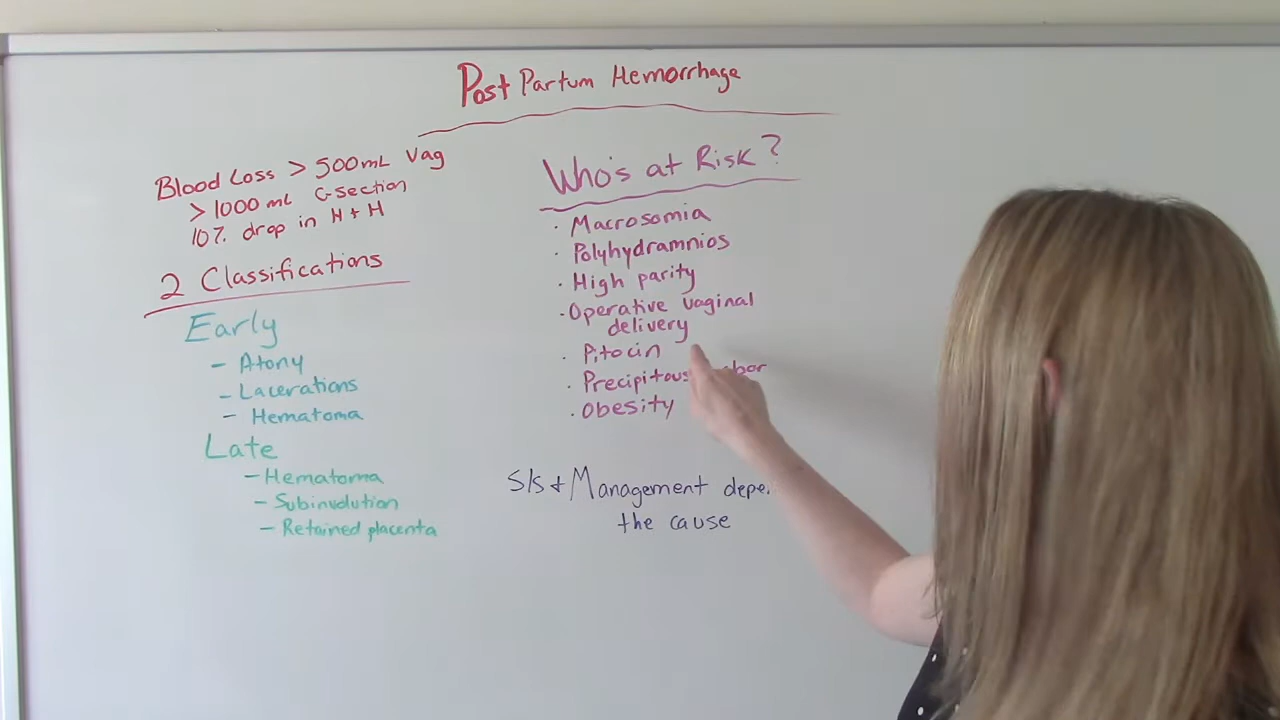 Post Partum Hemorrhage
Blood Loss > 500mL Vag
> 1000 mL C-section
10% drop in H + H
2 Classifications
Early
- Atony
- Lacerations
- Hematoma
Late
- Hematoma
- Subinvolution
- Retained placenta
Who's at Risk?
· Macrosomia
· Polyhydramnios
· High parity
· Operative vaginal
delivery
· Pitocin
· Precipitous
· Obesity
S/s + Management
the cause